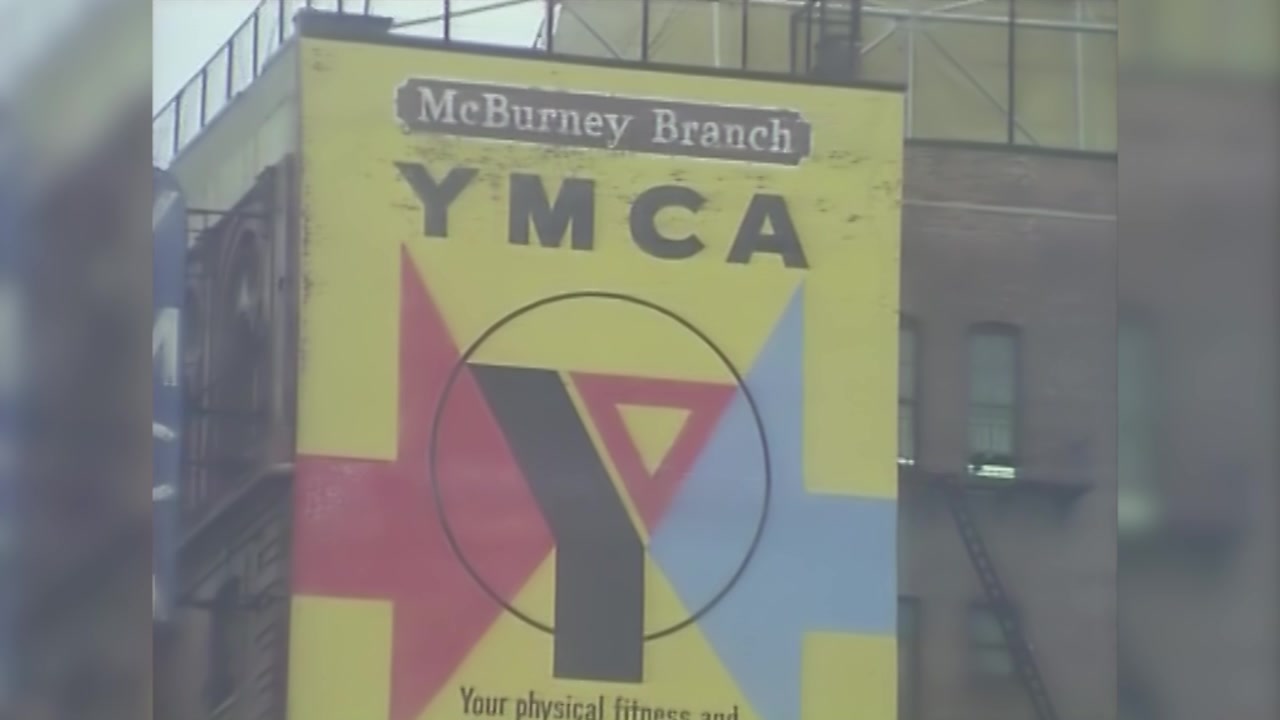 McBurney Branch
YMCA
Your physical fitness and